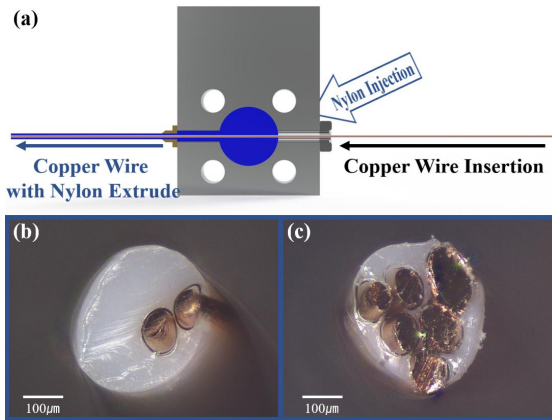 (a)
Nylon Injection
Copper Wire
with Nylon Extrude
Copper Wire Insertion
(b)
100μm
(c)
100μm